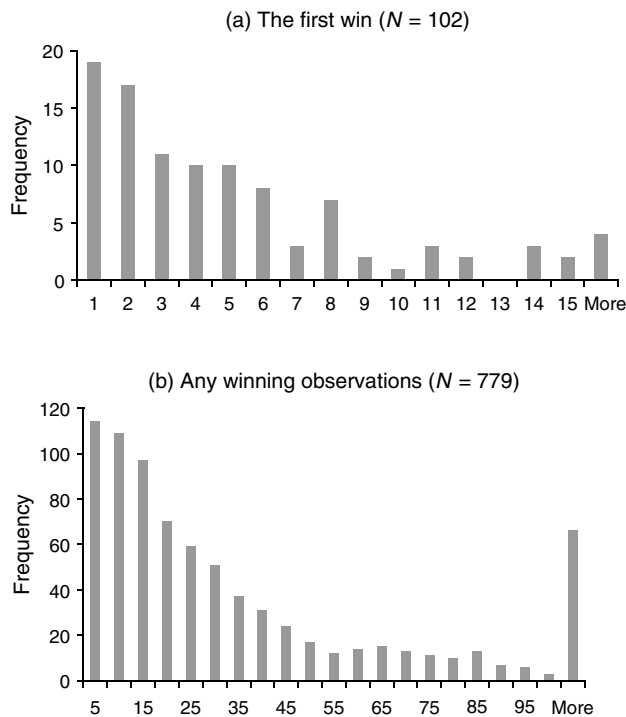 (a) The first win (N = 102)
20
15
10
5
0
Frequency
1 2 3 4 5 6 7 8 9 10 11 12 13 14 15 More
(b) Any winning observations (N = 779)
120
100
80
60
40
20
0
Frequency
5 15 25 35 45 55 65 75 85 95 More